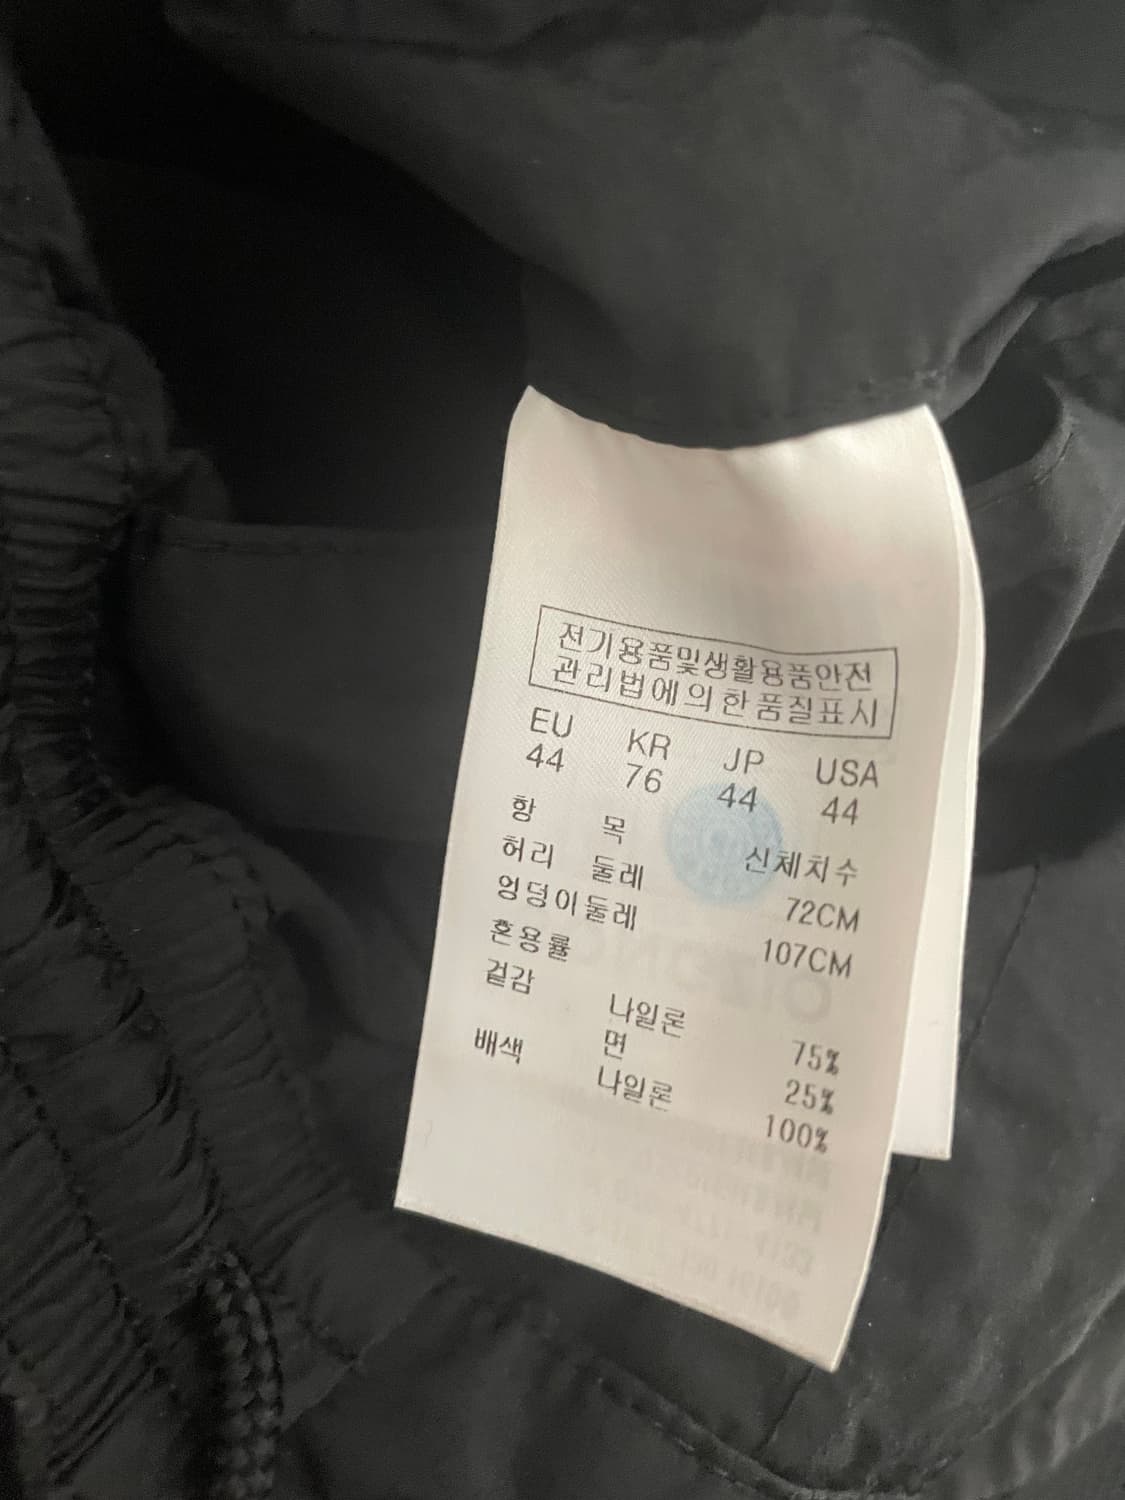 전기용품및생활용품안전
관리법에의한품질표시
EU KR JP USA
44 76 44 44
항 목 신체치수
허리 둘레 72CM
엉덩이둘레 107CM
혼용률
겉감 나일론 75%
면 25%
배색 나일론 100%